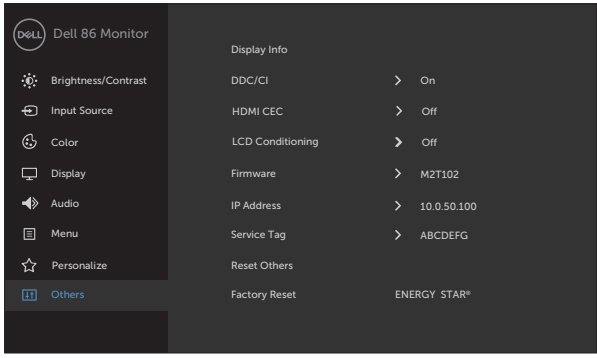 DELL
Dell 86 Monitor
Brightness/Contrast
Input Source
Color
Display
Audio
Menu
Personalize
Others
Display Info
DDC/CI > On
HDMI CEC > Off
LCD Conditioning > Off
Firmware > M2T102
IP Address > 10.0.50.100
Service Tag > ABCDEFG
Reset Others
Factory Reset ENERGY STAR®